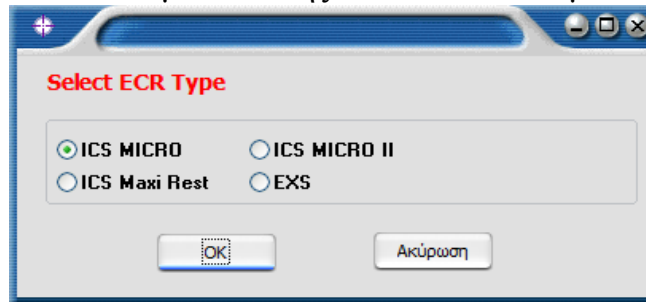 Select ECR Type
ICS MICRO ICS MICRO II
ICS Maxi Rest EXS
OK Ακύρωση